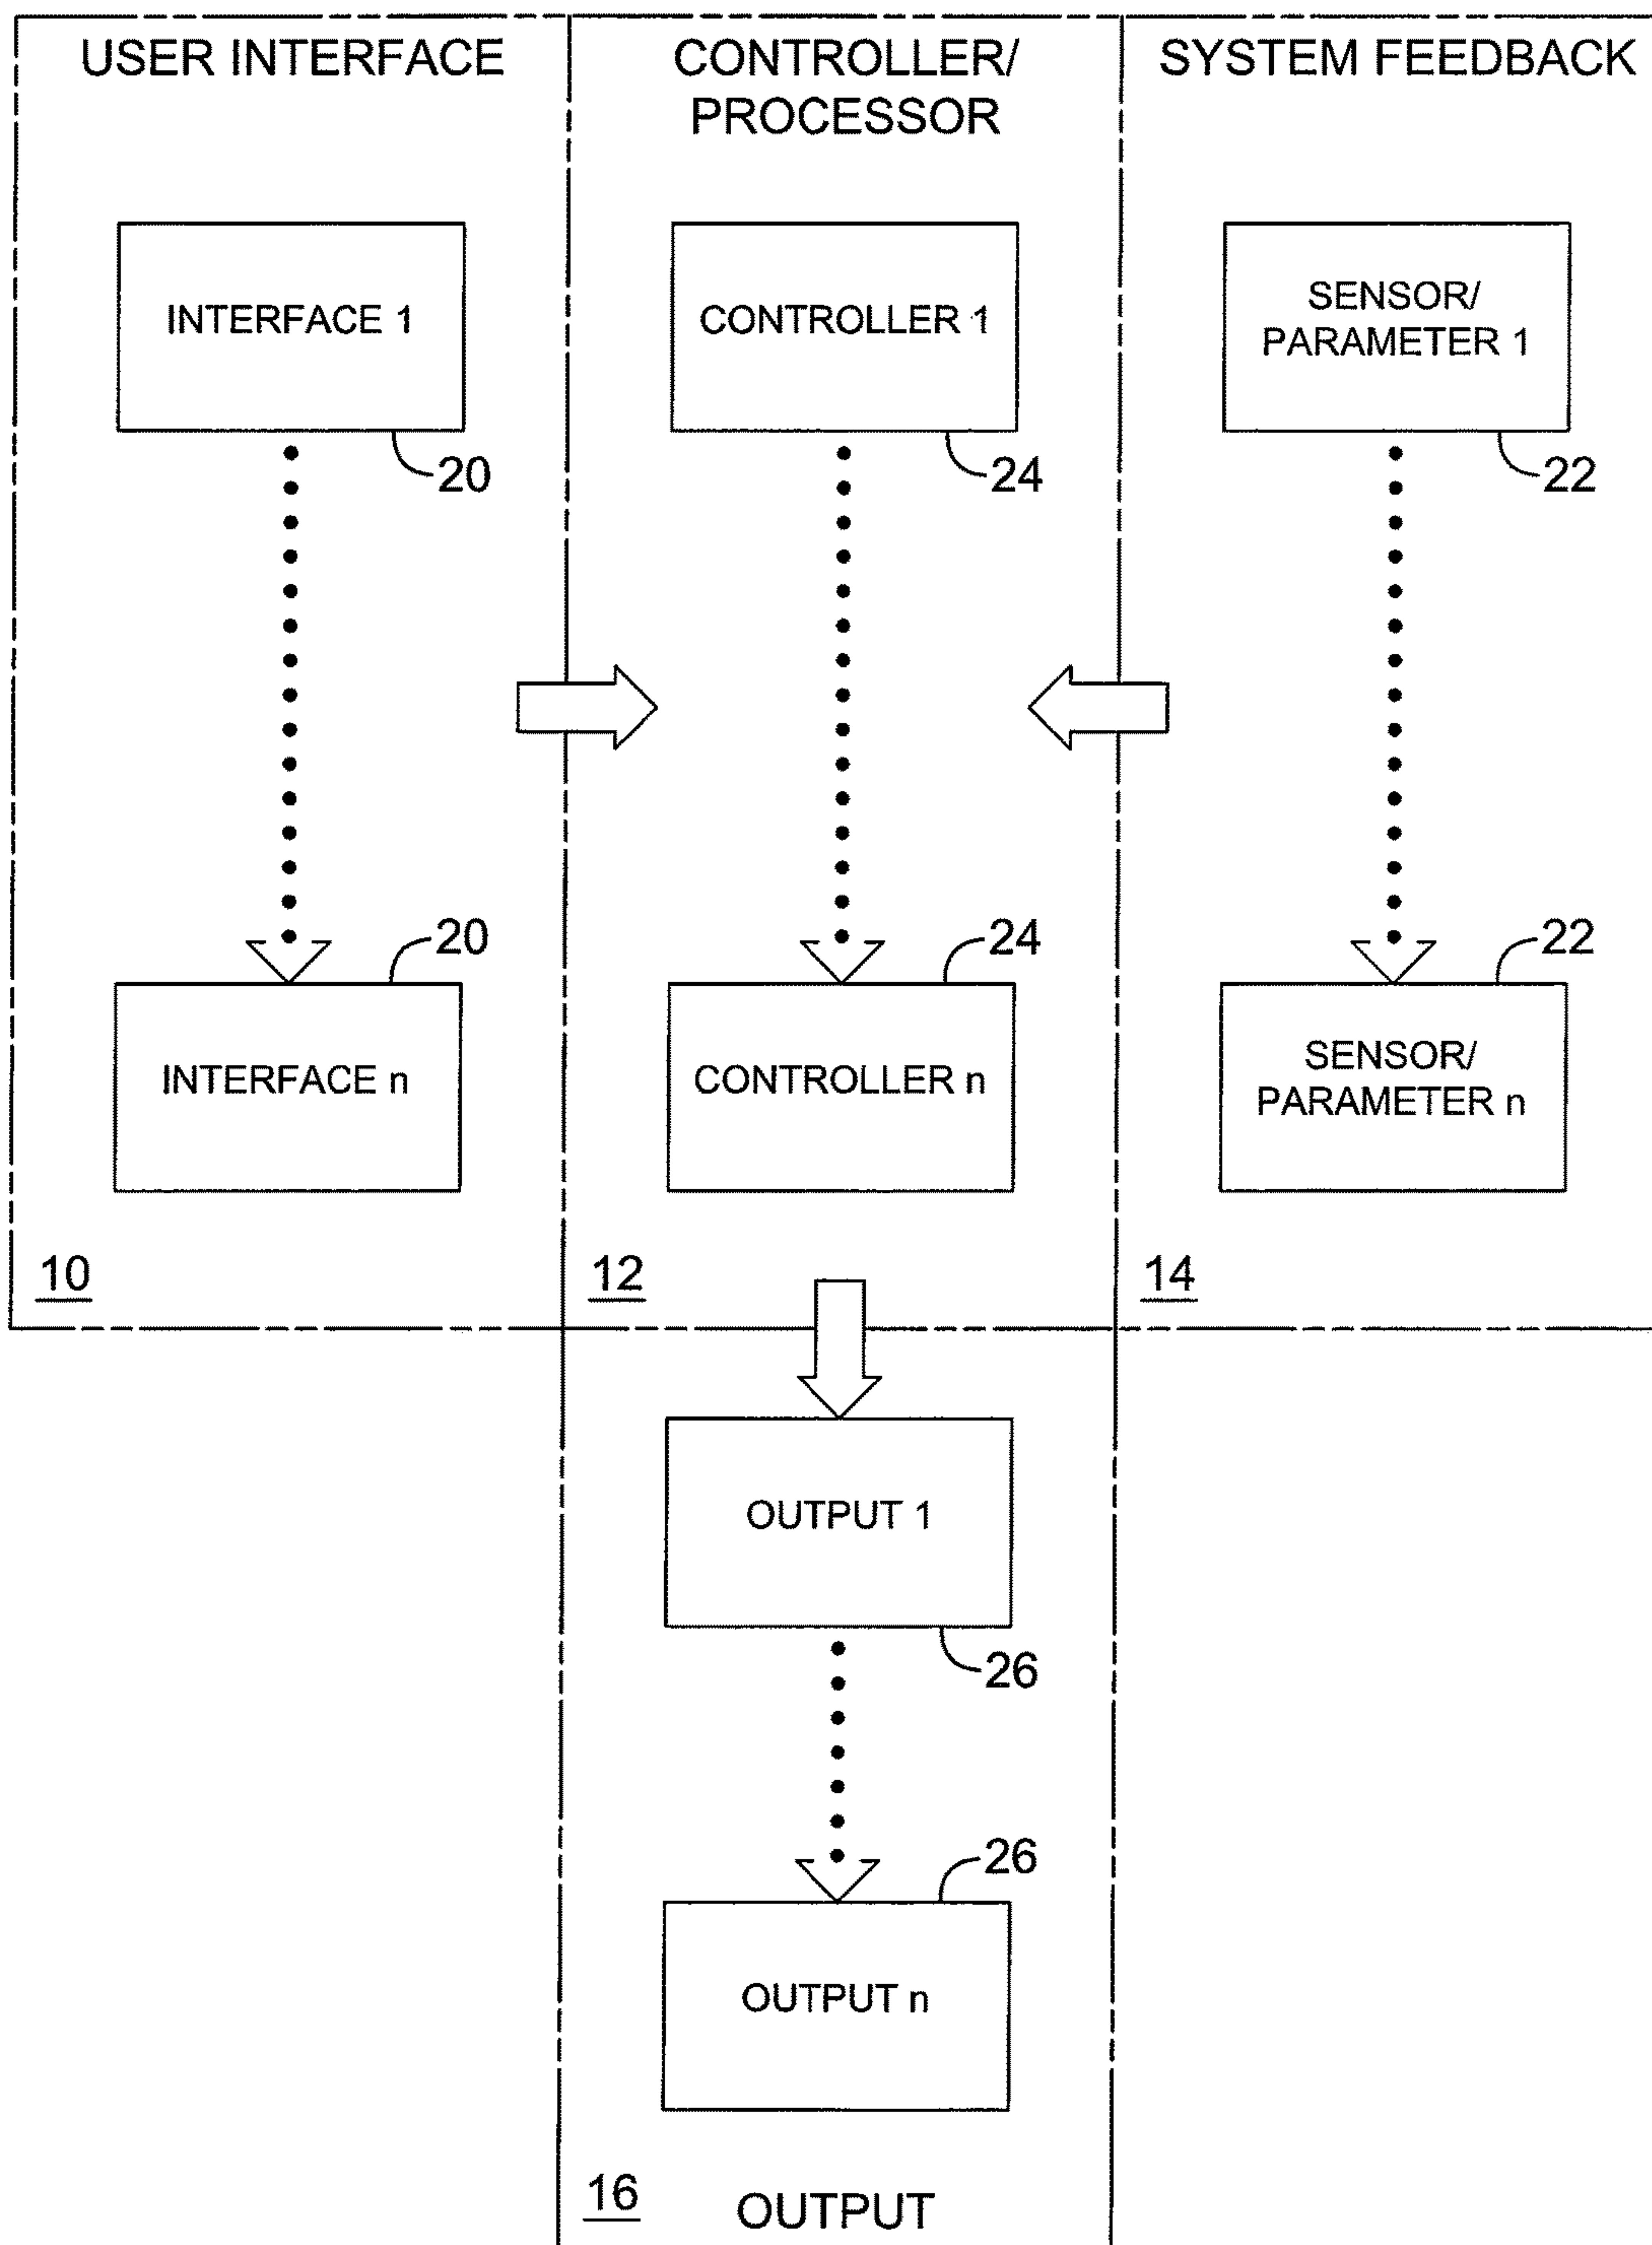 USER INTERFACE
CONTROLLER/
PROCESSOR
SYSTEM FEEDBACK
INTERFACE 1
CONTROLLER 1
SENSOR/
PARAMETER 1
20
24
22
20
24
22
INTERFACE n
CONTROLLER n
SENSOR/
PARAMETER n
10
12
14
OUTPUT 1
26
26
OUTPUT n
16
OUTPUT